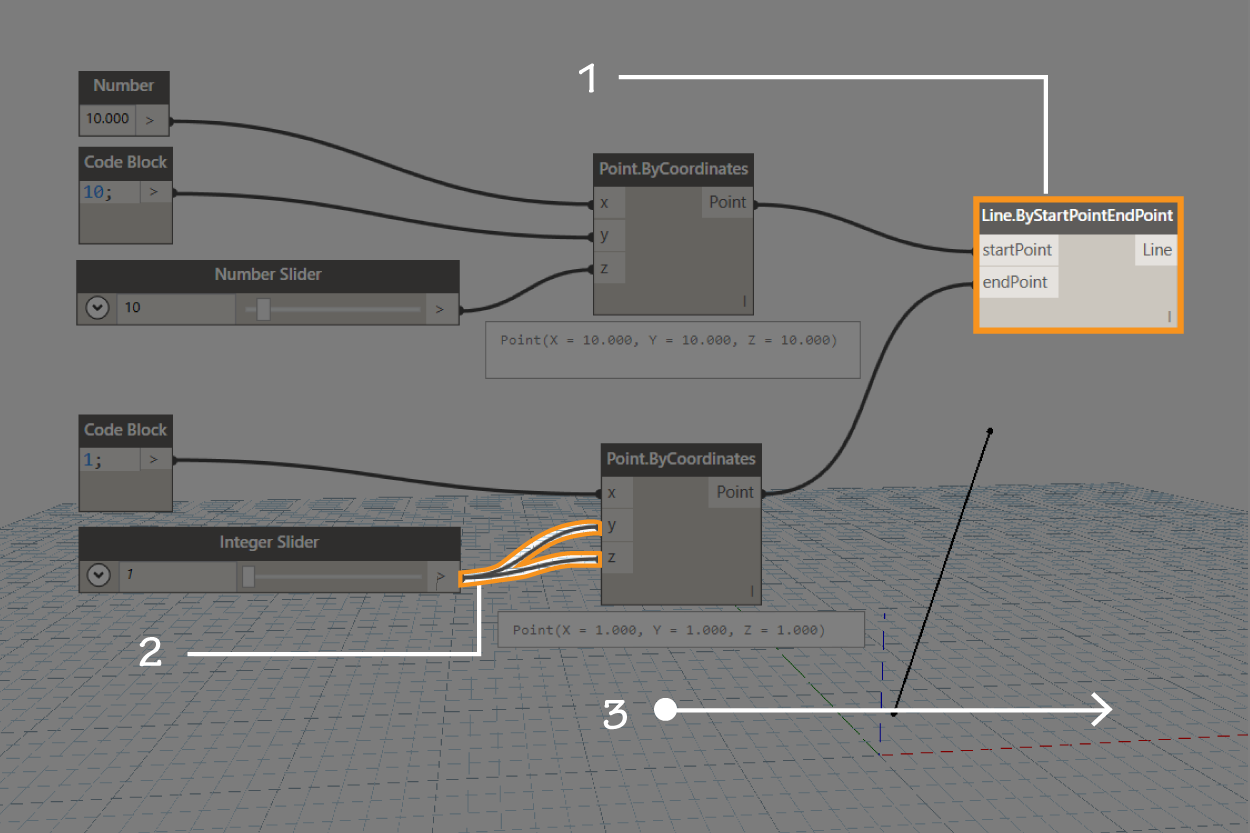 1
Number
10.000 >
Code Block
10; >
Point.ByCoordinates
x Point
y
z
l
Line.ByStartPointEndPoint
startPoint Line
endPoint
l
Number Slider
10 >
Point(X = 10.000, Y = 10.000, Z = 10.000)
Code Block
1; >
Point.ByCoordinates
x Point
y
z
l
Integer Slider
1 >
Point(X = 1.000, Y = 1.000, Z = 1.000)
2
3